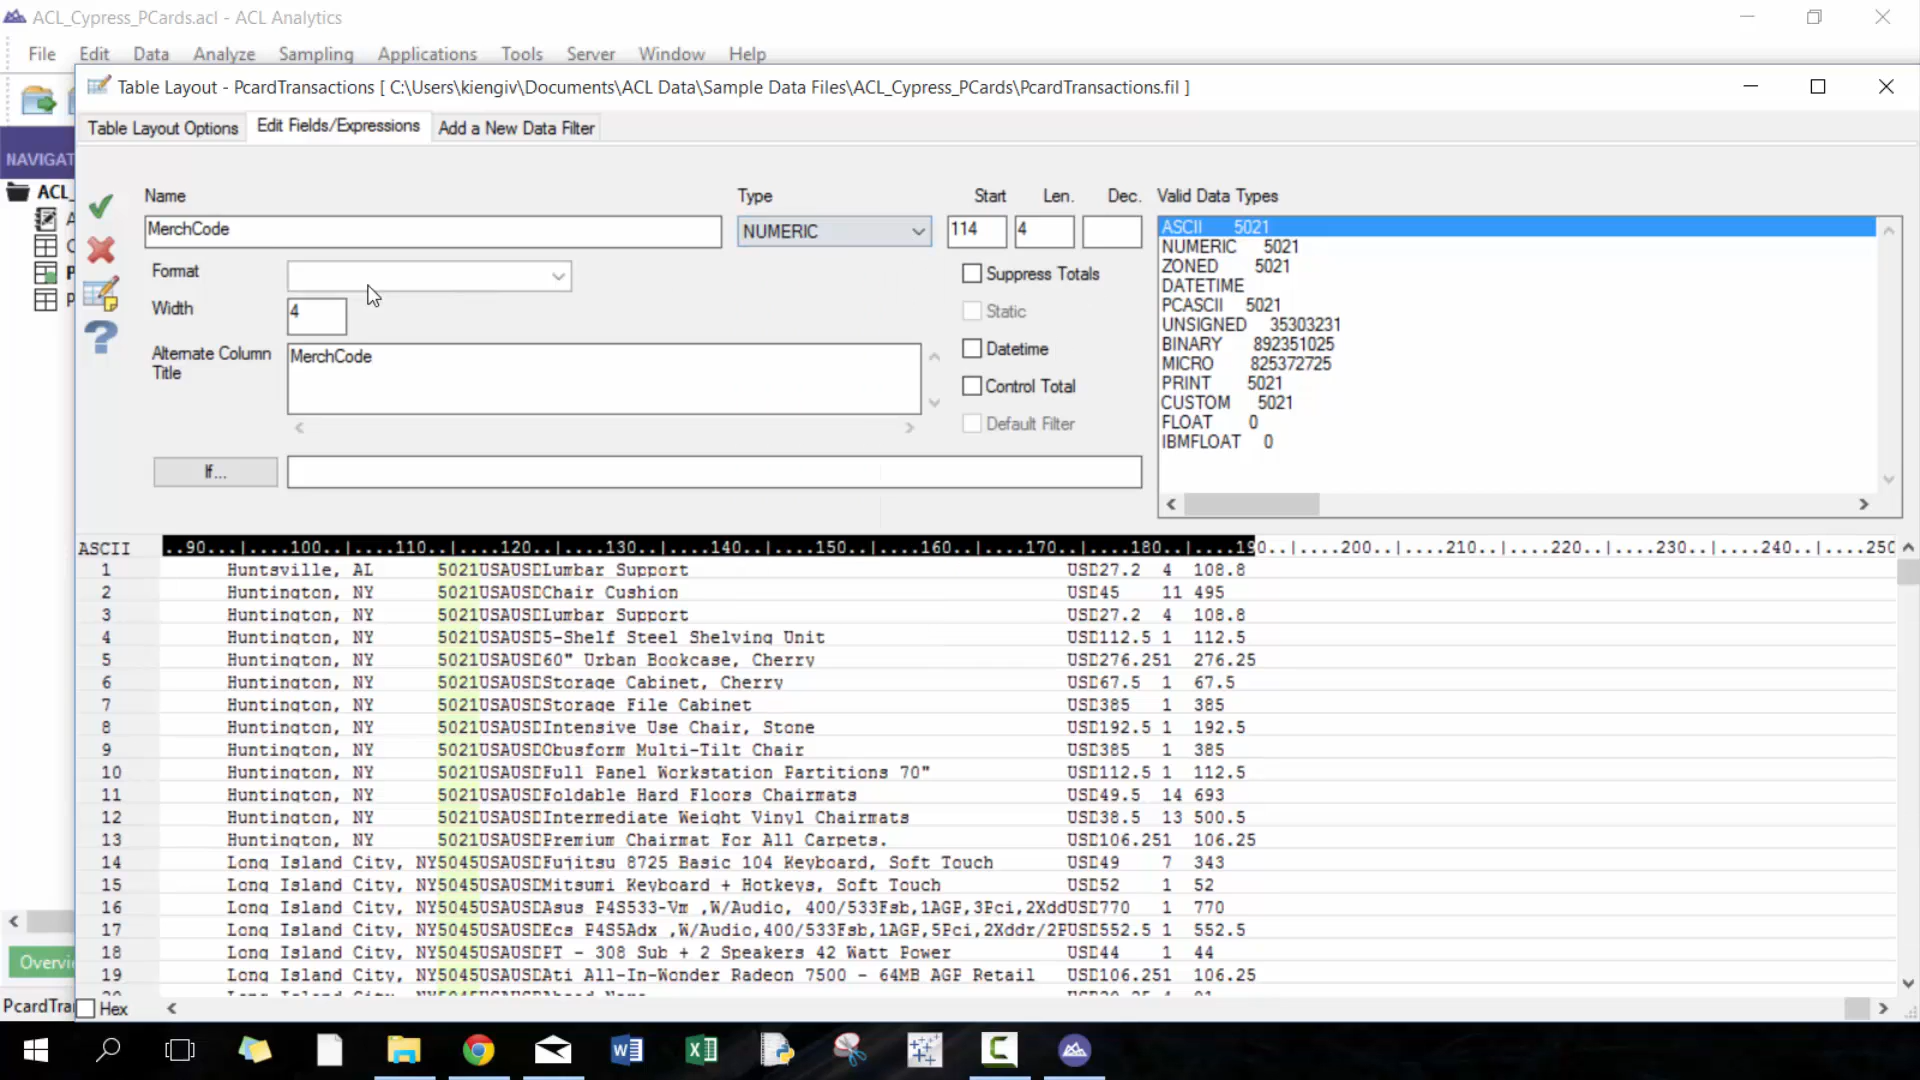 ACL_Cypress_PCards.acl - ACL Analytics
File Edit Data Analyze Sampling Applications Tools Server Window Help
Table Layout - PcardTransactions [ C:\Users\kiengiv\Documents\ACL Data\Sample Data Files\ACL_Cypress_PCards\PcardTransactions.fil ]
Table Layout Options Edit Fields/Expressions Add a New Data Filter
NAVIGAT
ACL_
Name Type Start Len. Dec. Valid Data Types
MerchCode NUMERIC 114 4
ASCII 5021
NUMERIC 5021
ZONED 5021
DATETIME
PCASCII 5021
UNSIGNED 35303231
BINARY 892351025
MICRO 825372725
PRINT 5021
CUSTOM 5021
FLOAT 0
IBMFLOAT 0
Format
Width 4
Alternate Column Title MerchCode
Suppress Totals
Static
Datetime
Control Total
Default Filter
If...
ASCII ..90...|....100..|....110..|....120..|....130..|....140..|....150..|....160..|....170..|....180..|....190..|....200..|....210..|....220..|....230..|....240..|....250
1 Huntsville, AL 5021USAUSDLumbar Support USD27.2 4 108.8
2 Huntington, NY 5021USAUSDChair Cushion USD45 11 495
3 Huntington, NY 5021USAUSDLumbar Support USD27.2 4 108.8
4 Huntington, NY 5021USAUSD5-Shelf Steel Shelving Unit USD112.5 1 112.5
5 Huntington, NY 5021USAUSD60" Urban Bookcase, Cherry USD276.251 276.25
6 Huntington, NY 5021USAUSDStorage Cabinet, Cherry USD67.5 1 67.5
7 Huntington, NY 5021USAUSDStorage File Cabinet USD385 1 385
8 Huntington, NY 5021USAUSDIntensive Use Chair, Stone USD192.5 1 192.5
9 Huntington, NY 5021USAUSDObusform Multi-Tilt Chair USD385 1 385
10 Huntington, NY 5021USAUSDFull Panel Workstation Partitions 70" USD112.5 1 112.5
11 Huntington, NY 5021USAUSDFoldable Hard Floors Chairmats USD49.5 14 693
12 Huntington, NY 5021USAUSDIntermediate Weight Vinyl Chairmats USD38.5 13 500.5
13 Huntington, NY 5021USAUSDPremium Chairmat For All Carpets. USD106.251 106.25
14 Long Island City, NY5045USAUSDFujitsu 8725 Basic 104 Keyboard, Soft Touch USD49 7 343
15 Long Island City, NY5045USAUSDMitsumi Keyboard + Hotkeys, Soft Touch USD52 1 52
16 Long Island City, NY5045USAUSDAsus P4S533-Vm ,W/Audio, 400/533Fsb,1AGP,3Pci,2XddUSD770 1 770
17 Long Island City, NY5045USAUSDEcs P4S5Adx ,W/Audio,400/533Fsb,1AGP,5Pci,2Xddr/2PUSD552.5 1 552.5
18 Long Island City, NY5045USAUSDPT - 308 Sub + 2 Speakers 42 Watt Power USD44 1 44
19 Long Island City, NY5045USAUSDAti All-In-Wonder Radeon 7500 - 64MB AGP Retail USD106.251 106.25
Overvi
PcardTra Hex